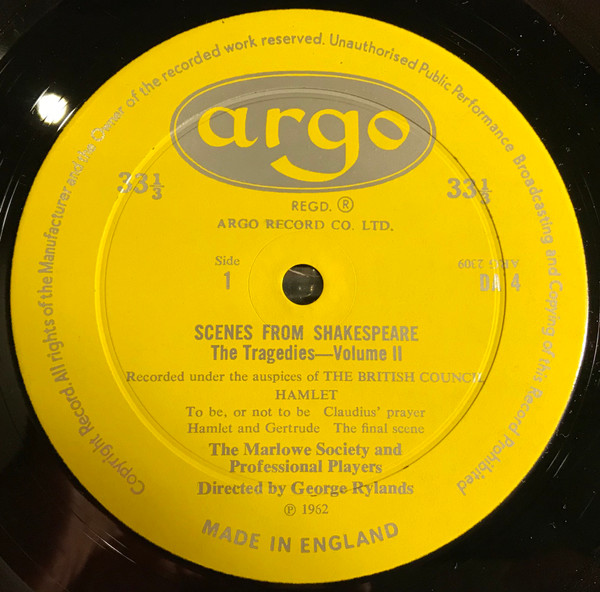 Copyright Record. All rights of the Manufacturer and the Owner of the recorded work reserved. Unauthorised Public Performance Broadcasting and Copying of this Record Prohibited
argo
33⅓
33⅓
REGD. ®
ARGO RECORD CO. LTD.
Side
1
2309
DA 4
SCENES FROM SHAKESPEARE
The Tragedies—Volume II
Recorded under the auspices of THE BRITISH COUNCIL
HAMLET
To be, or not to be Claudius' prayer
Hamlet and Gertrude The final scene
The Marlowe Society and
Professional Players
Directed by George Rylands
℗ 1962
MADE IN ENGLAND